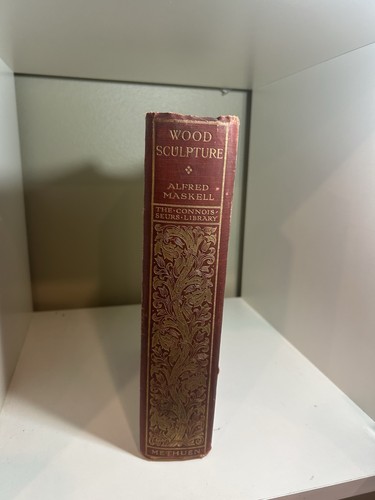 WOOD
SCULPTURE
ALFRED
MASKELL
THE·CONNOIS-
SEURS·LIBRARY
METHUEN